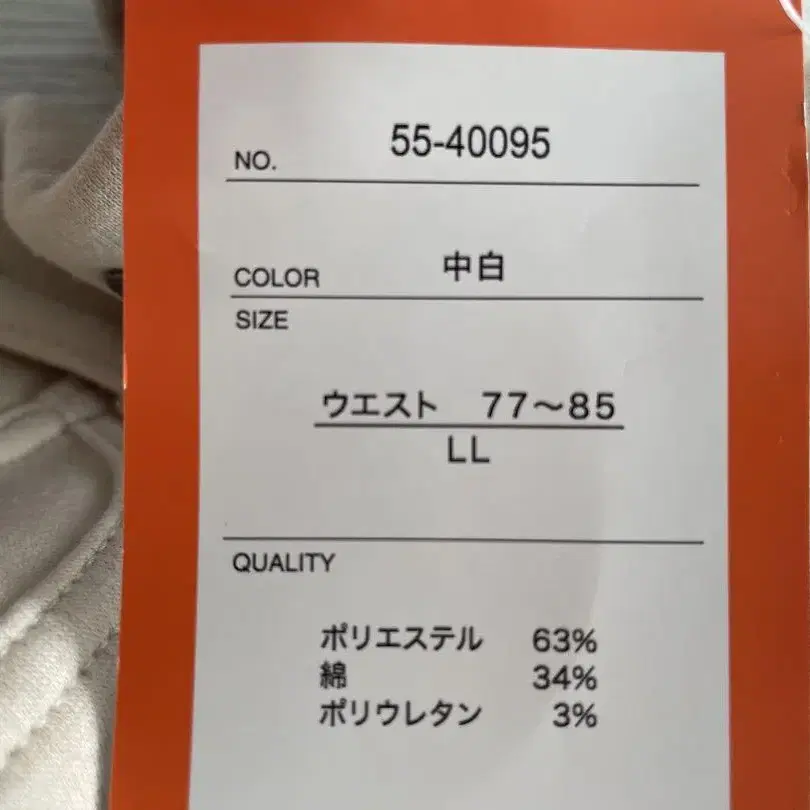 NO. 55-40095
COLOR 中白
SIZE
ウエスト 77～85
LL
QUALITY
ポリエステル 63%
綿 34%
ポリウレタン 3%